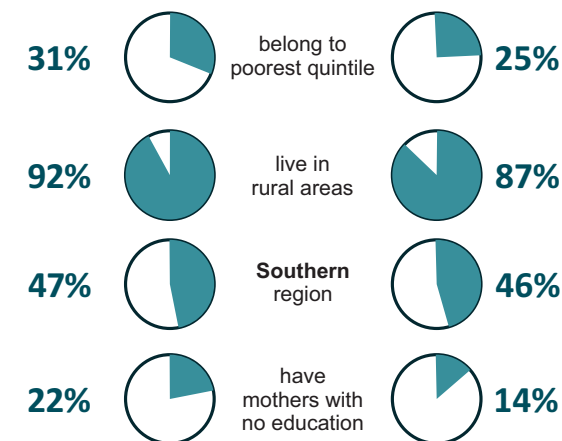 31%
belong to
poorest quintile
25%
92%
live in
rural areas
87%
47%
Southern
region
46%
22%
have
mothers with
no education
14%